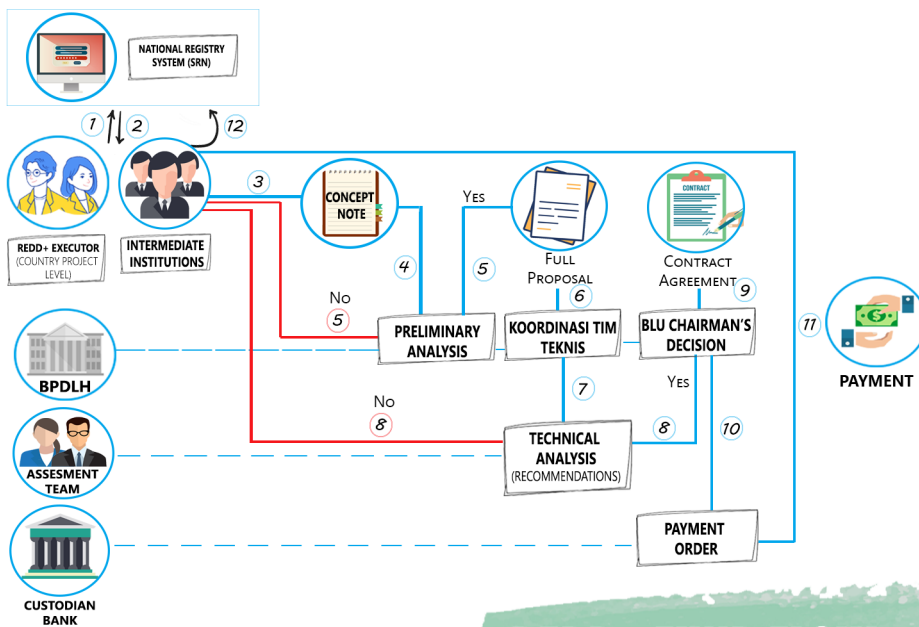 NATIONAL REGISTRY
SYSTEM (SRN)
1
2
12
3
CONCEPT
NOTE
YES
5
4
FULL
PROPOSAL
6
CONTRACT
CONTRACT
AGREEMENT
9
REDD+ EXECUTOR
(COUNTRY PROJECT
LEVEL)
INTERMEDIATE
INSTITUTIONS
NO
5
PRELIMINARY
ANALYSIS
KOORDINASI TIM
TEKNIS
BLU CHAIRMAN'S
DECISION
11
$
PAYMENT
BPDLH
NO
8
7
YES
8
10
TECHNICAL
ANALYSIS
(RECOMMENDATIONS)
ASSESMENT
TEAM
PAYMENT
ORDER
CUSTODIAN
BANK